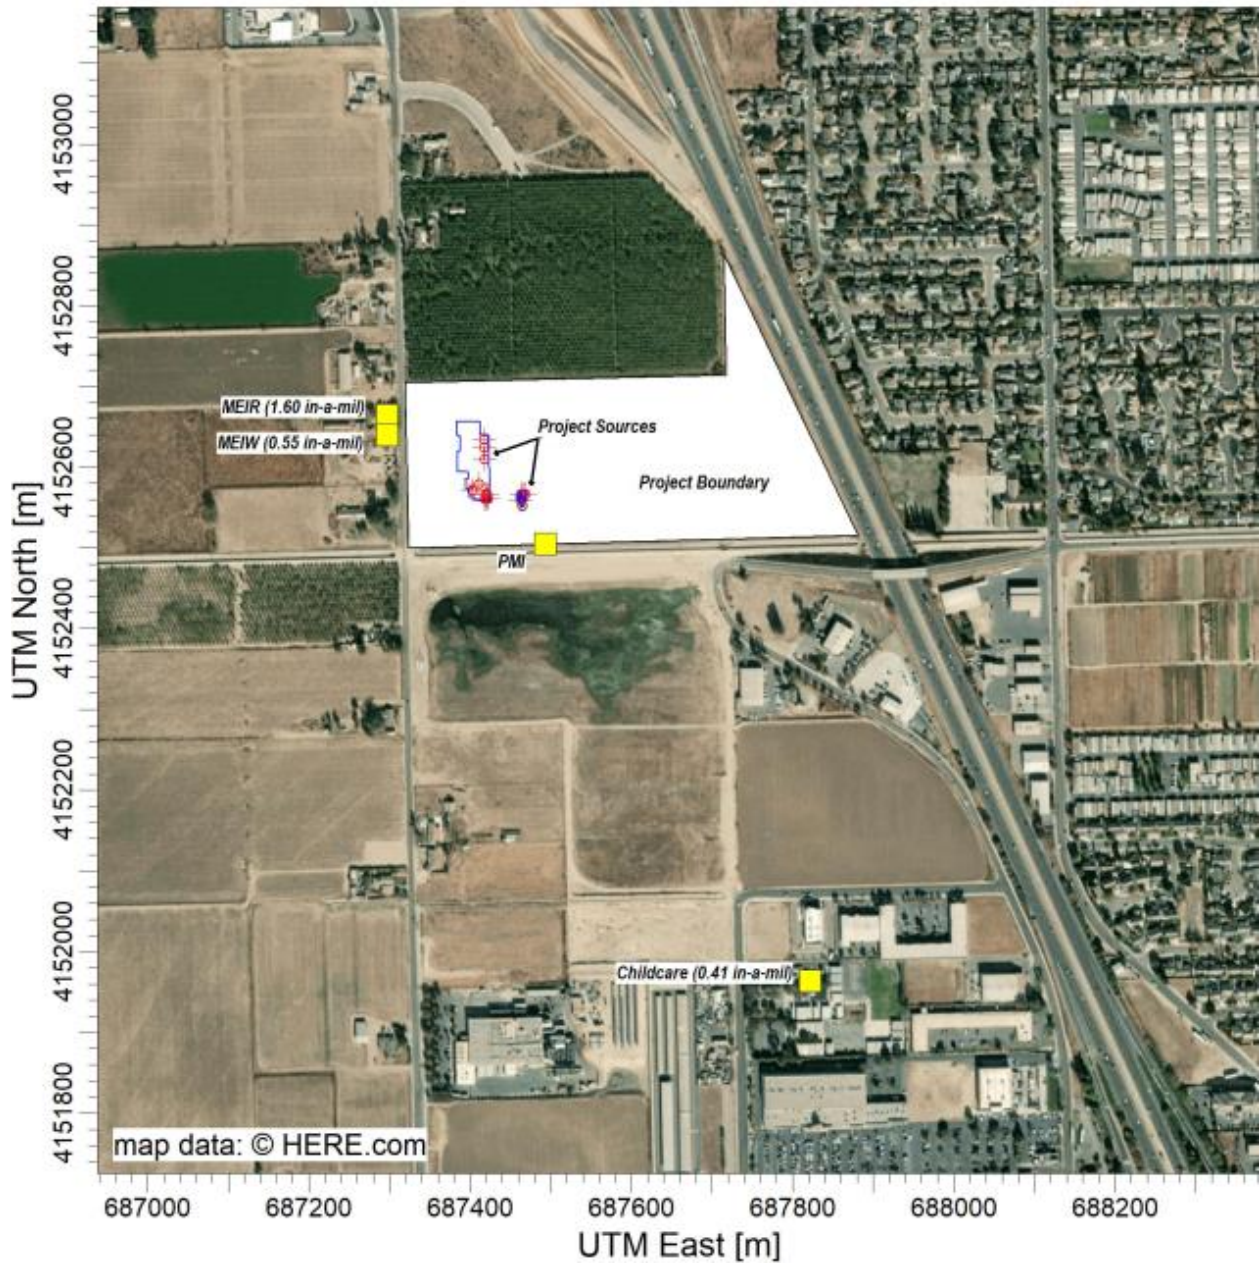 4153000
4152800
4152600
4152400
4152200
4152000
4151800
UTM North [m]
MEIR (1.60 in-a-mil)
MEIW (0.55 in-a-mil)
Project Sources
Project Boundary
PMI
Childcare (0.41 in-a-mil)
map data: © HERE.com
687000 687200 687400 687600 687800 688000 688200
UTM East [m]